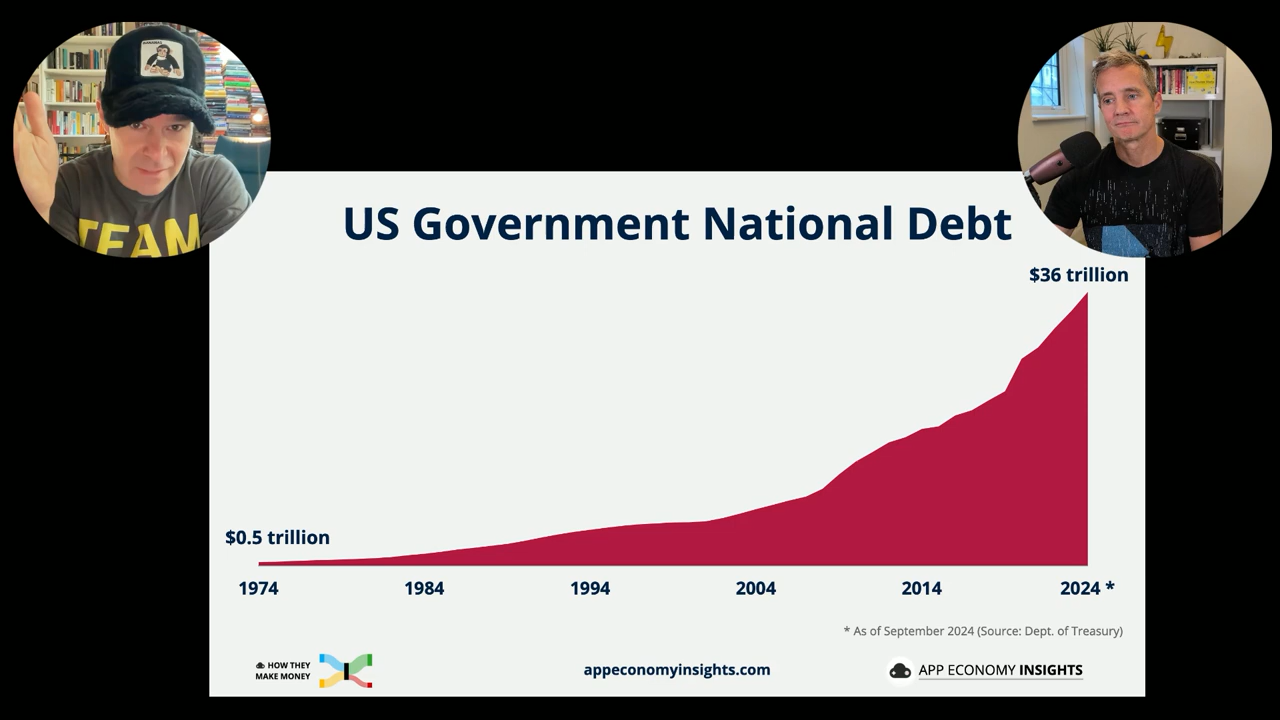 TEAM
US Government National Debt
$36 trillion
$0.5 trillion
1974 1984 1994 2004 2014 2024 *
* As of September 2024 (Source: Dept. of Treasury)
HOW THEY
MAKE MONEY
appeconomyinsights.com
APP ECONOMY INSIGHTS